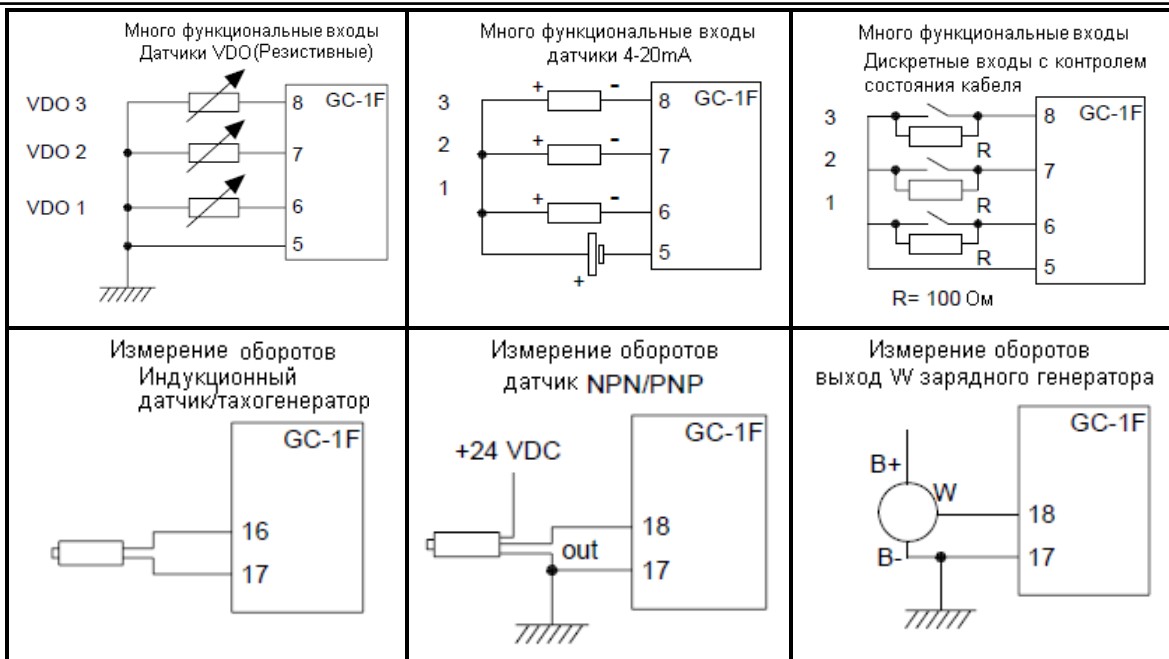 Много функциональные входы
Датчики VDO(Резистивные)
VDO 3
8
GC-1F
VDO 2
7
VDO 1
6
5
Много функциональные входы
датчики 4-20mA
3
+
-
8
GC-1F
2
+
-
7
1
+
-
6
5
+
Много функциональные входы
Дискретные входы с контролем
состояния кабеля
3
8
GC-1F
R
2
7
R
1
6
R
5
R= 100 Ом
Измерение оборотов
Индукционный
датчик/тахогенератор
GC-1F
16
17
Измерение оборотов
датчик NPN/PNP
+24 VDC
GC-1F
18
out
17
Измерение оборотов
выход W зарядного генератора
GC-1F
B+
W
18
B-
17